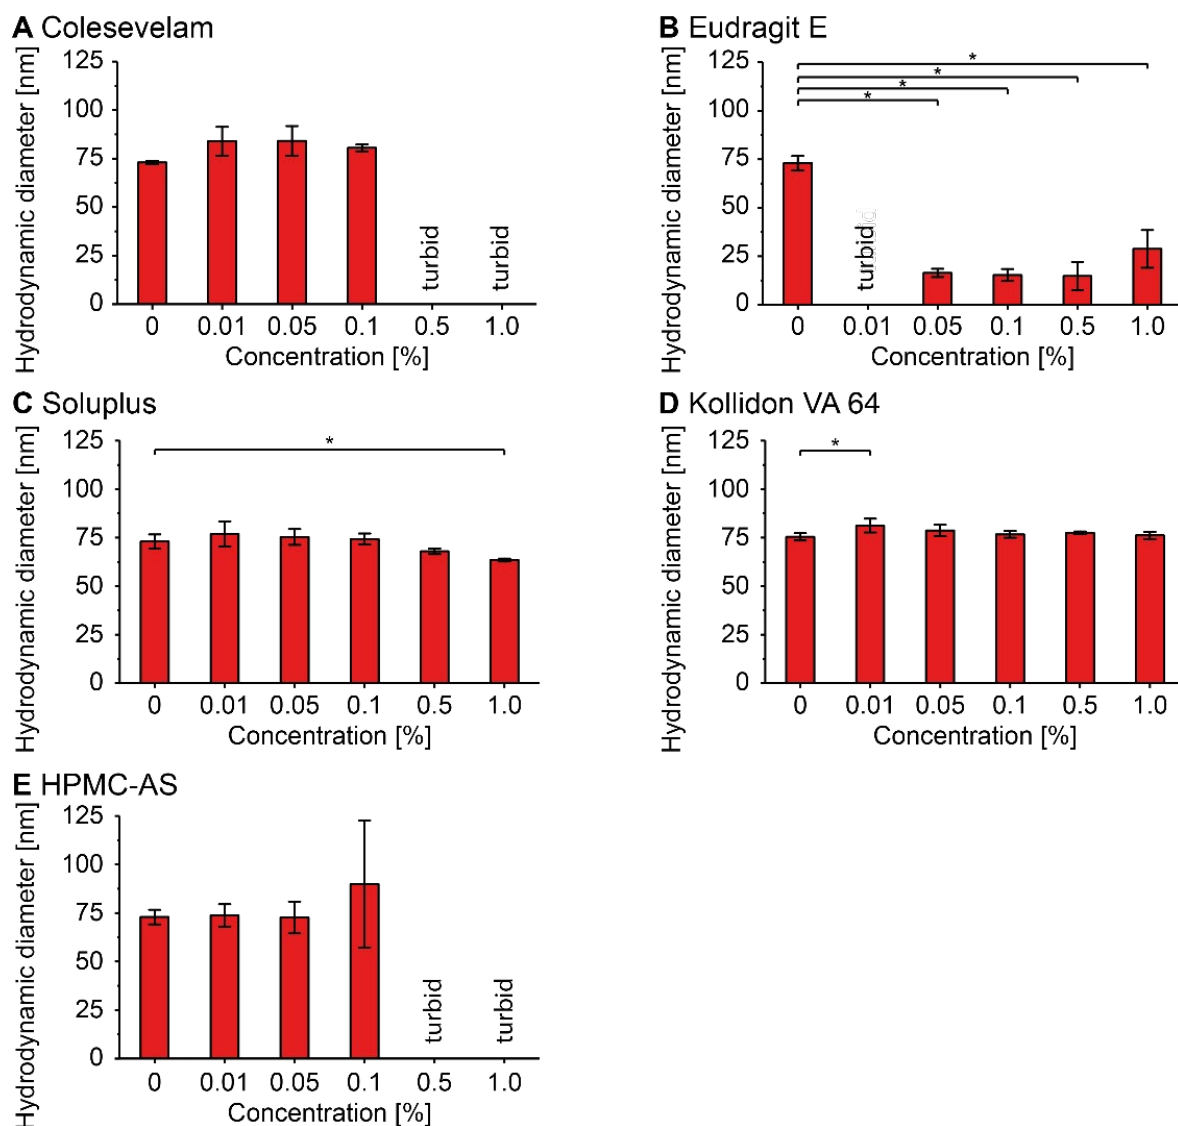 A Colesevelam
Hydrodynamic diameter [nm]
125
100
75
50
25
0
turbid
turbid
0 0.01 0.05 0.1 0.5 1.0
Concentration [%]
B Eudragit E
Hydrodynamic diameter [nm]
125
100
75
50
25
0
*
*
*
*
turbid
0 0.01 0.05 0.1 0.5 1.0
Concentration [%]
C Soluplus
Hydrodynamic diameter [nm]
125
100
75
50
25
0
*
0 0.01 0.05 0.1 0.5 1.0
Concentration [%]
D Kollidon VA 64
Hydrodynamic diameter [nm]
125
100
75
50
25
0
*
0 0.01 0.05 0.1 0.5 1.0
Concentration [%]
E HPMC-AS
Hydrodynamic diameter [nm]
125
100
75
50
25
0
turbid
turbid
0 0.01 0.05 0.1 0.5 1.0
Concentration [%]